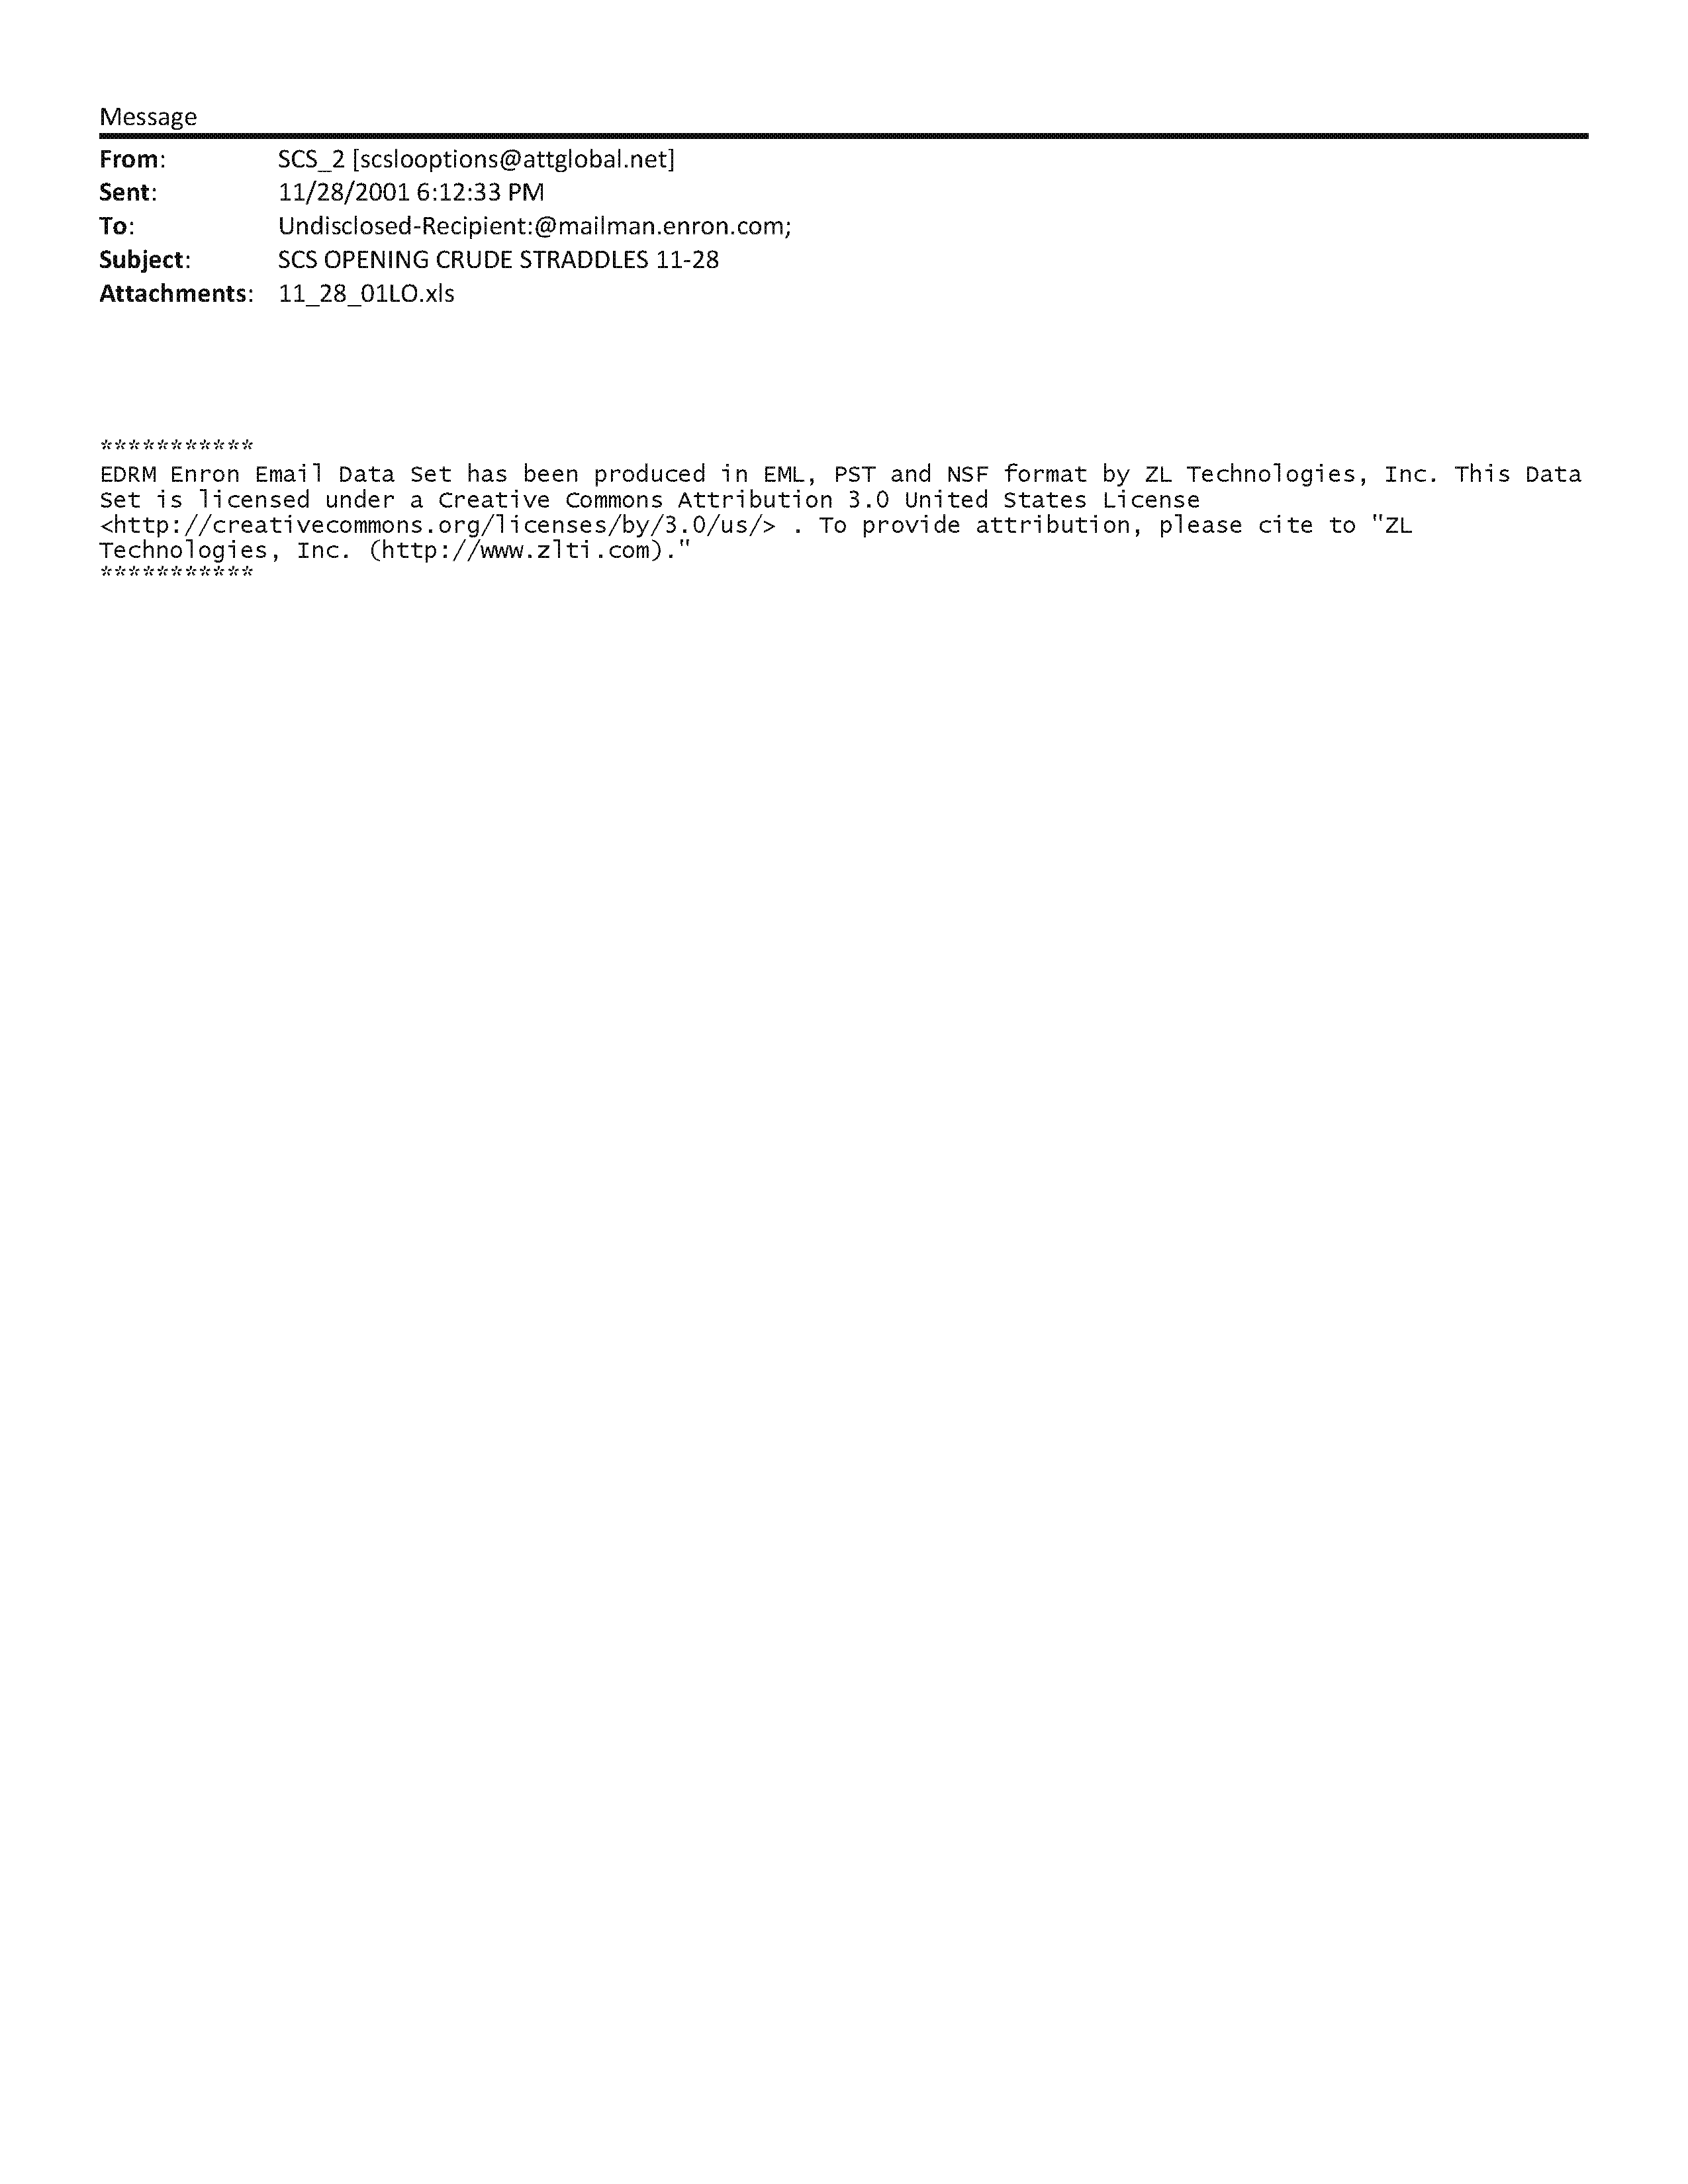 Message
From: SCS_2 [scslooptions@attglobal.net]
Sent: 11/28/2001 6:12:33 PM
To: Undisclosed-Recipient:@mailman.enron.com;
Subject: SCS OPENING CRUDE STRADDLES 11-28
Attachments: 11_28_01LO.xls
***********
EDRM Enron Email Data Set has been produced in EML, PST and NSF format by ZL Technologies, Inc. This Data
Set is licensed under a Creative Commons Attribution 3.0 United States License
<http://creativecommons.org/licenses/by/3.0/us/> . To provide attribution, please cite to "ZL
Technologies, Inc. (http://www.zlti.com)."
***********